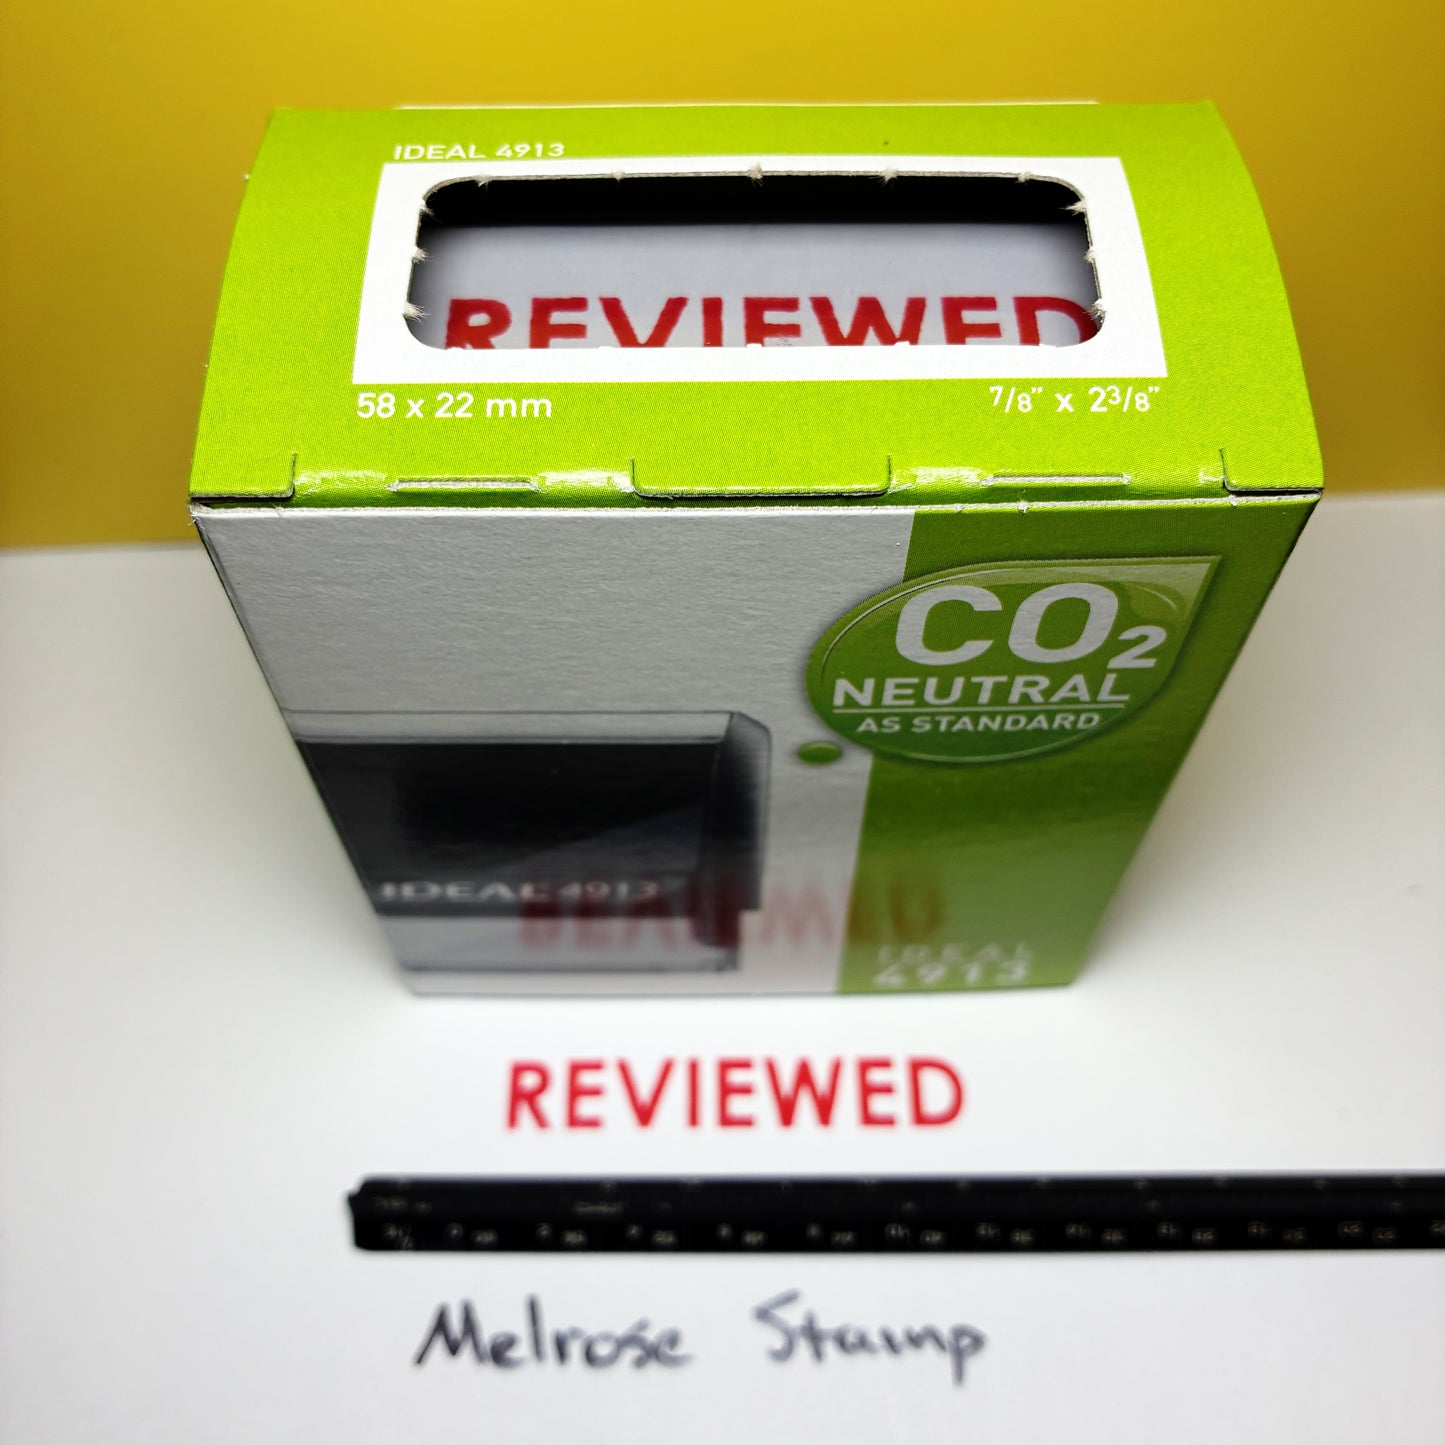 IDEAL 4913
REVIEWED
58 x 22 mm
7/8" x 2 3/8"
CO₂
NEUTRAL
AS STANDARD
IDEAL 4913
IDEAL
4913
REVIEWED
Melrose Stamp